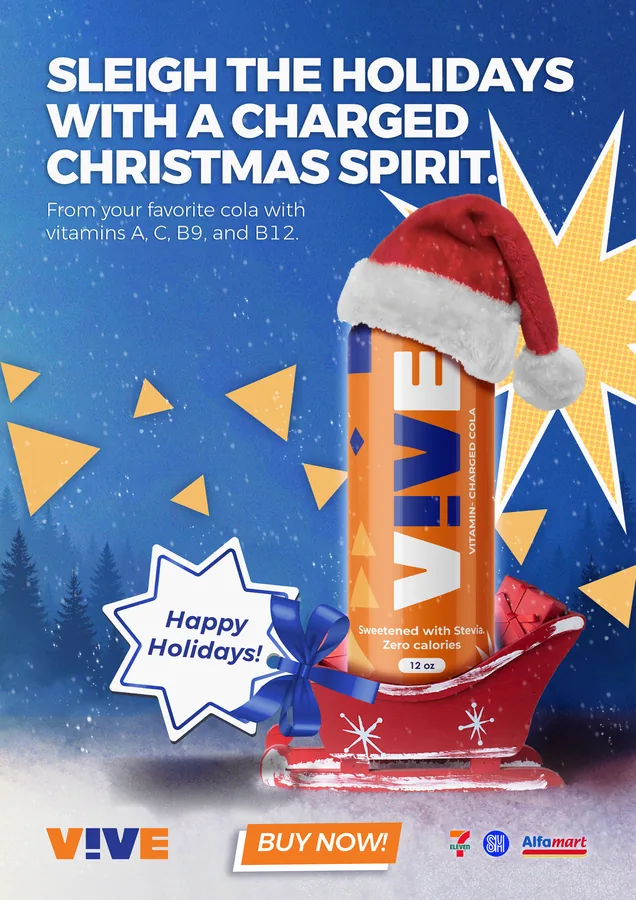 SLEIGH THE HOLIDAYS
WITH A CHARGED
CHRISTMAS SPIRIT.
From your favorite cola with
vitamins A, C, B9, and B12.
V!VE
VITAMIN- CHARGED COLA
Sweetened with Stevia.
Zero calories
12 oz
Happy
Holidays!
V!VE
BUY NOW!
7
ELEVEN
SM
Alfamart